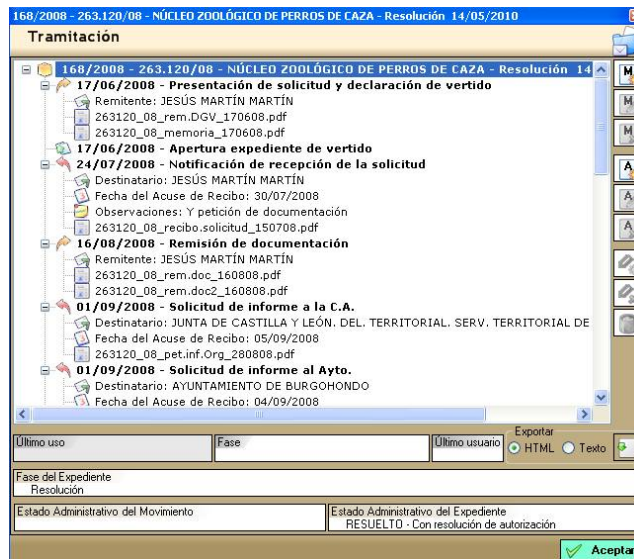 168/2008 - 263.120/08 - NÚCLEO ZOOLÓGICO DE PERROS DE CAZA - Resolución 14/05/2010
Tramitación
168/2008 - 263.120/08 - NÚCLEO ZOOLÓGICO DE PERROS DE CAZA - Resolución 14
17/06/2008 - Presentación de solicitud y declaración de vertido
Remitente: JESÚS MARTÍN MARTÍN
263120_08_rem.DGV_170608.pdf
263120_08_memoria_170608.pdf
17/06/2008 - Apertura expediente de vertido
24/07/2008 - Notificación de recepción de la solicitud
Destinatario: JESÚS MARTÍN MARTÍN
Fecha del Acuse de Recibo: 30/07/2008
Observaciones: Y petición de documentación
263120_08_recibo.solicitud_150708.pdf
16/08/2008 - Remisión de documentación
Remitente: JESÚS MARTÍN MARTÍN
263120_08_rem.doc_160808.pdf
263120_08_rem.doc2_160808.pdf
01/09/2008 - Solicitud de informe a la C.A.
Destinatario: JUNTA DE CASTILLA Y LEÓN. DEL. TERRITORIAL. SERV. TERRITORIAL DE
Fecha del Acuse de Recibo: 05/09/2008
263120_08_pet.inf.Org_280808.pdf
01/09/2008 - Solicitud de informe al Ayto.
Destinatario: AYUNTAMIENTO DE BURGOHONDO
Fecha del Acuse de Recibo: 04/09/2008
M
M
M
A
A
A
Último uso
Fase
Último usuario
Exportar
HTML Texto
Fase del Expediente
Resolución
Estado Administrativo del Movimiento
Estado Administrativo del Expediente
RESUELTO - Con resolución de autorización
Aceptar